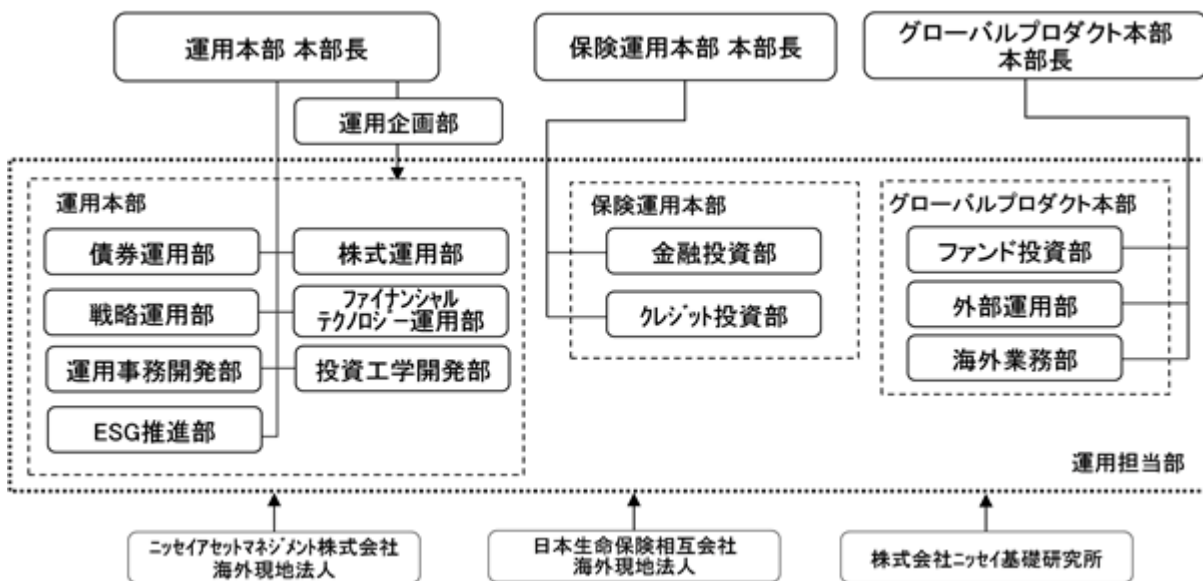 運用本部 本部長
保険運用本部 本部長
グローバルプロダクト本部
本部長
運用企画部
運用本部
債券運用部
株式運用部
戦略運用部
ファイナンシャル
テクノロジー運用部
運用事務開発部
投資工学開発部
ESG推進部
保険運用本部
金融投資部
クレジット投資部
グローバルプロダクト本部
ファンド投資部
外部運用部
海外業務部
運用担当部
ニッセイアセットマネジメント株式会社
海外現地法人
日本生命保険相互会社
海外現地法人
株式会社ニッセイ基礎研究所